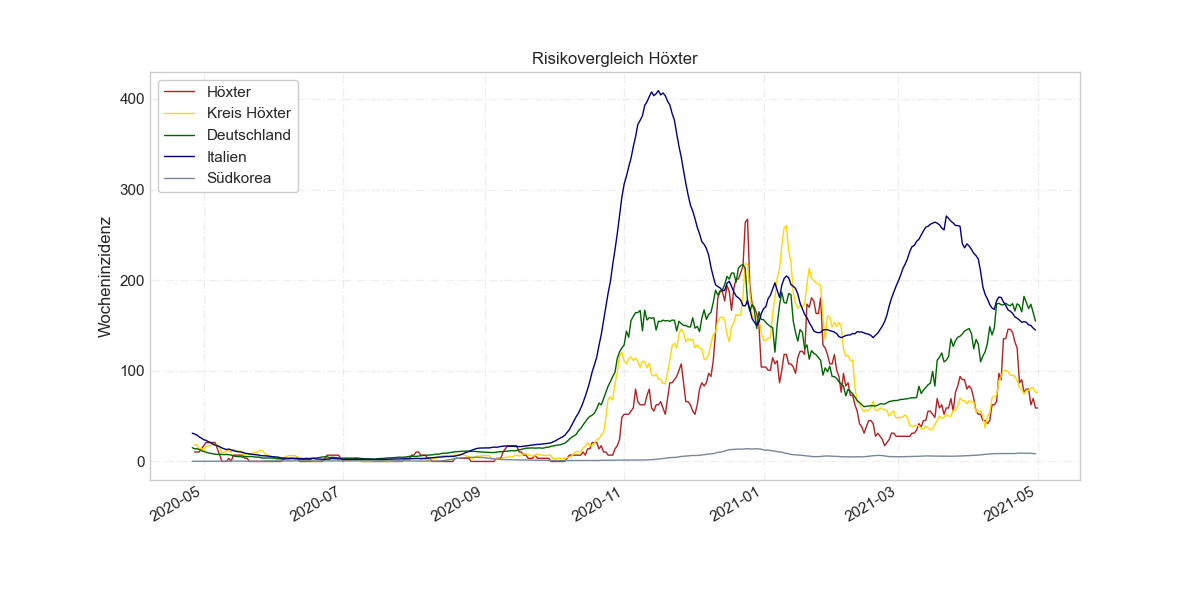 Risikovergleich Höxter
Höxter
Kreis Höxter
Deutschland
Italien
Südkorea
Wocheninzidenz
400
300
200
100
0
2020-05
2020-07
2020-09
2020-11
2021-01
2021-03
2021-05